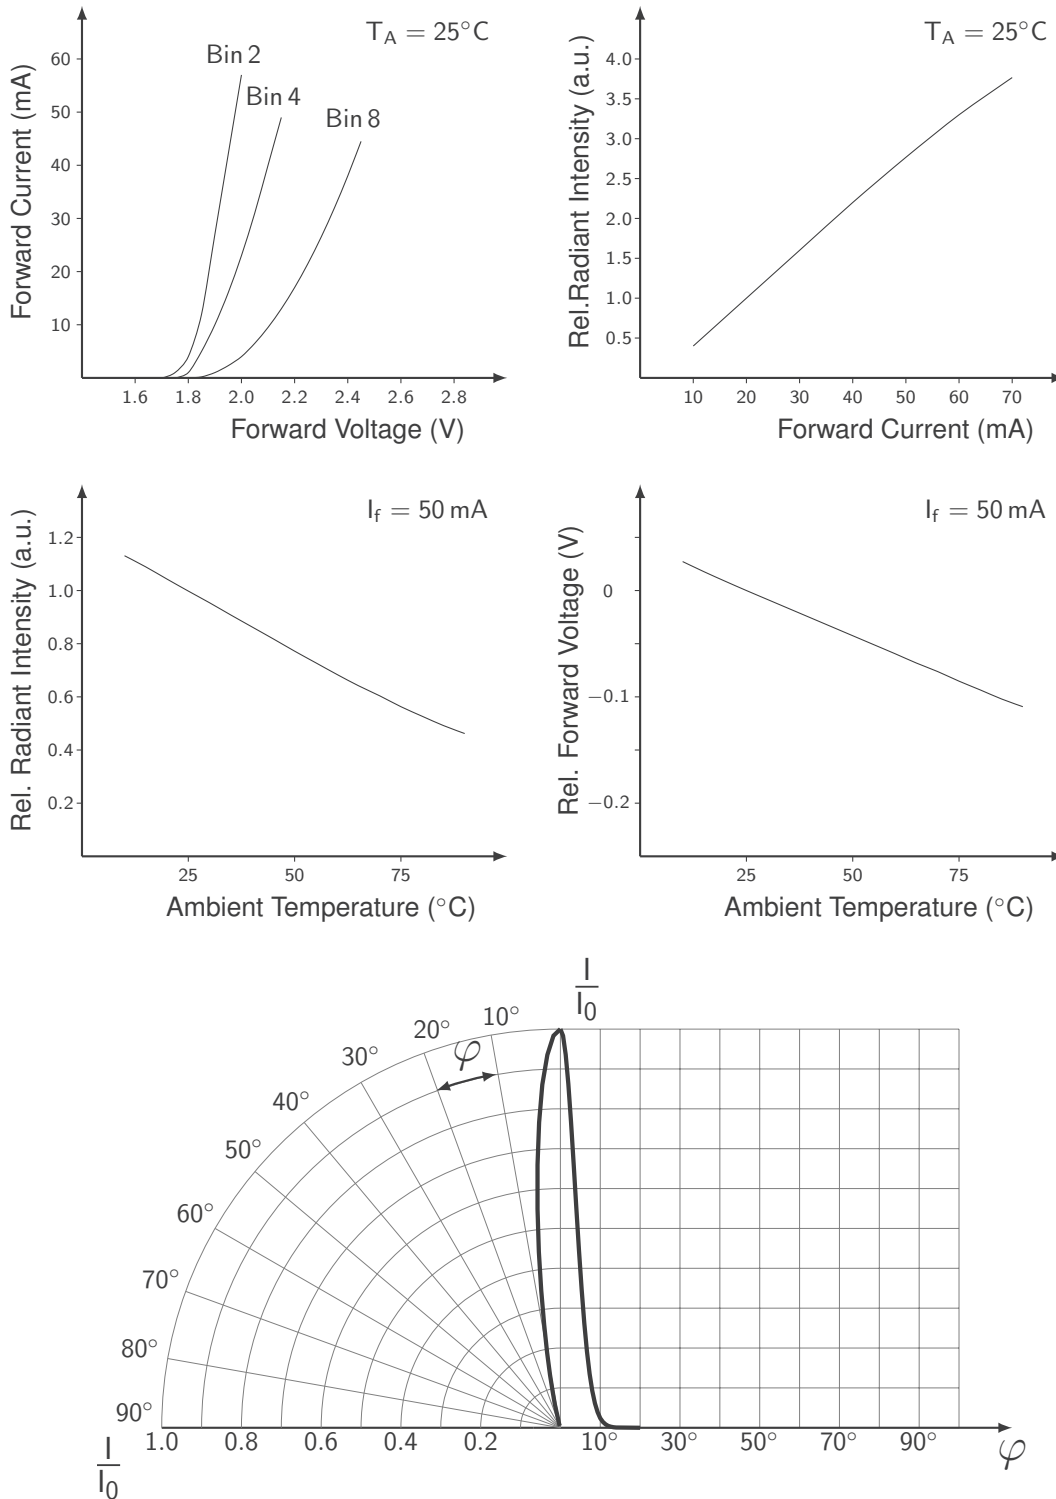 T_A = 25°C
Forward Current (mA)
60
50
40
30
20
10
Bin 2
Bin 4
Bin 8
1.6 1.8 2.0 2.2 2.4 2.6 2.8
Forward Voltage (V)
T_A = 25°C
Rel.Radiant Intensity (a.u.)
4.0
3.5
3.0
2.5
2.0
1.5
1.0
0.5
10 20 30 40 50 60 70
Forward Current (mA)
I_f = 50 mA
Rel. Radiant Intensity (a.u.)
1.2
1.0
0.8
0.6
0.4
0.2
25 50 75
Ambient Temperature (°C)
I_f = 50 mA
Rel. Forward Voltage (V)
0
−0.1
−0.2
25 50 75
Ambient Temperature (°C)
I
I_0
10°
20°
φ
30°
40°
50°
60°
70°
80°
90°
1.0 0.8 0.6 0.4 0.2 10° 30° 50° 70° 90° φ
I
I_0